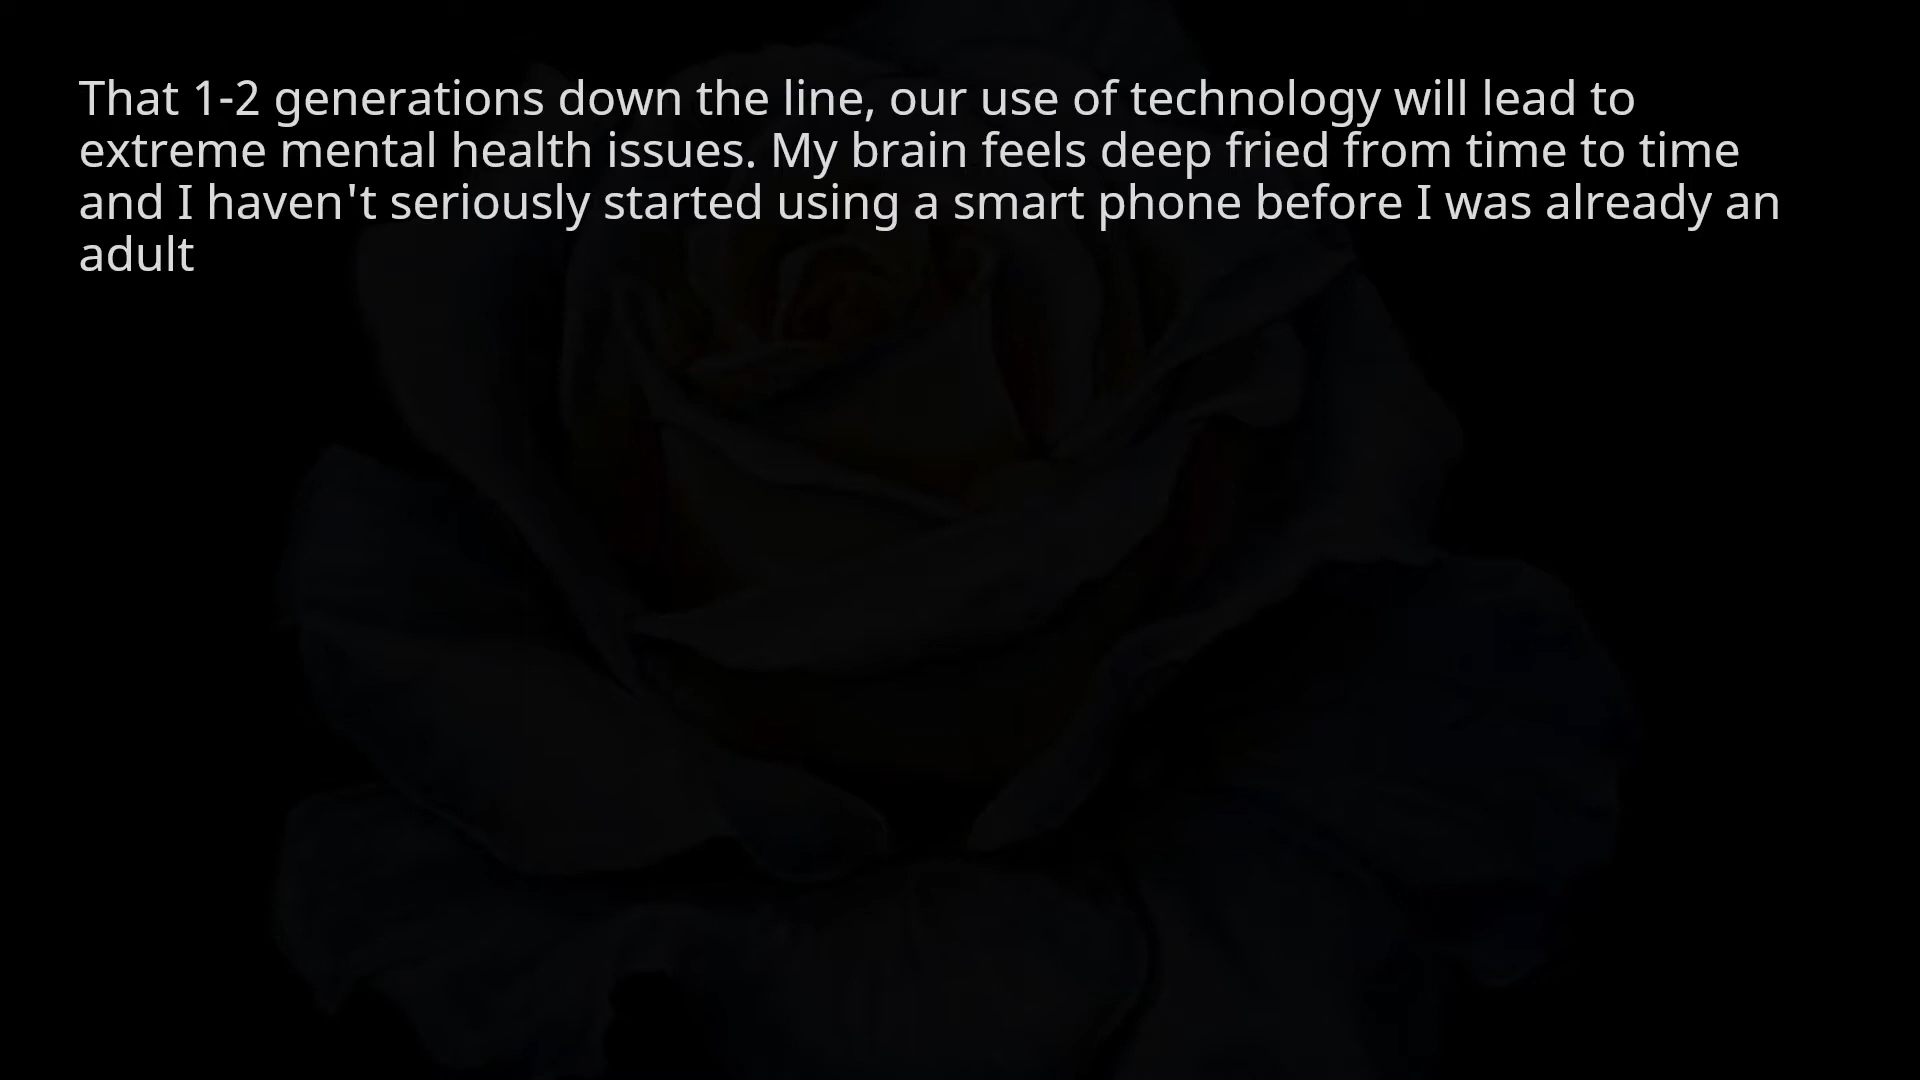 That 1-2 generations down the line, our use of technology will lead to
extreme mental health issues. My brain feels deep fried from time to time
and I haven't seriously started using a smart phone before I was already an
adult